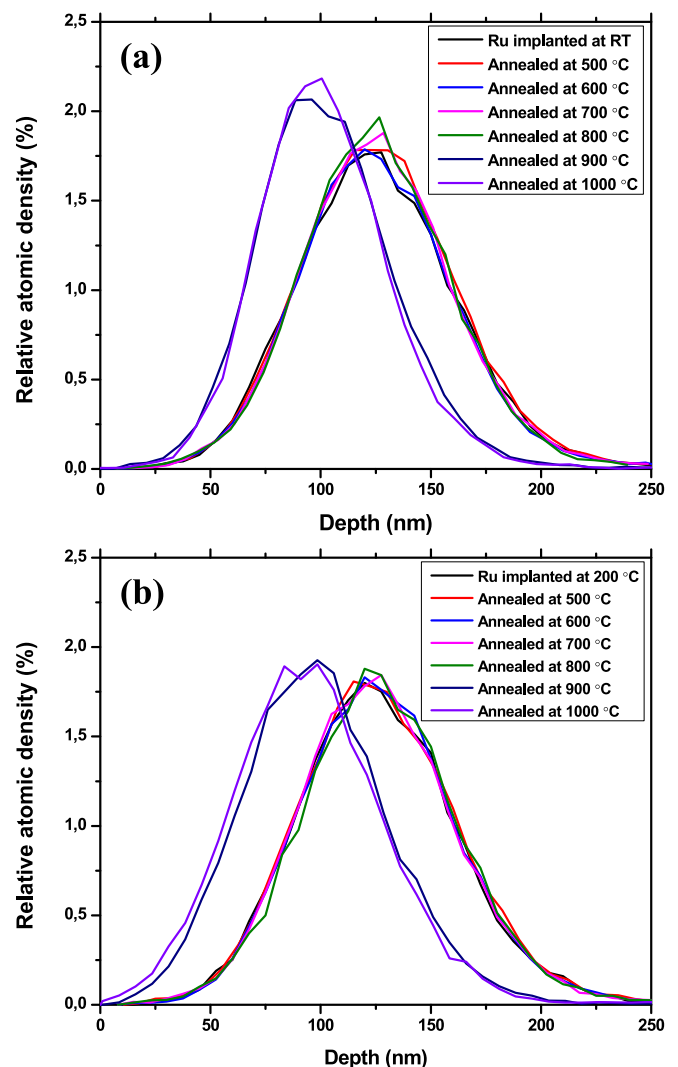 (a)
Ru implanted at RT
Annealed at 500 °C
Annealed at 600 °C
Annealed at 700 °C
Annealed at 800 °C
Annealed at 900 °C
Annealed at 1000 °C
Relative atomic density (%)
2,5
2,0
1,5
1,0
0,5
0,0
0 50 100 150 200 250
Depth (nm)
(b)
Ru implanted at 200 °C
Annealed at 500 °C
Annealed at 600 °C
Annealed at 700 °C
Annealed at 800 °C
Annealed at 900 °C
Annealed at 1000 °C
Relative atomic density (%)
2,5
2,0
1,5
1,0
0,5
0,0
0 50 100 150 200 250
Depth (nm)